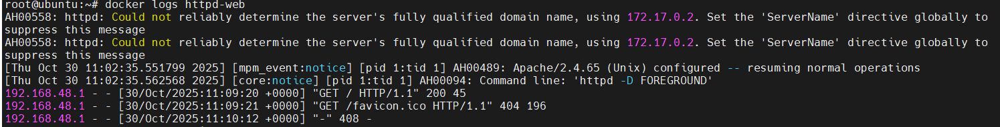 root@ubuntu:~# docker logs httpd-web
AH00558: httpd: Could not reliably determine the server's fully qualified domain name, using 172.17.0.2. Set the 'ServerName' directive globally to
suppress this message
AH00558: httpd: Could not reliably determine the server's fully qualified domain name, using 172.17.0.2. Set the 'ServerName' directive globally to
suppress this message
[Thu Oct 30 11:02:35.551799 2025] [mpm_event:notice] [pid 1:tid 1] AH00489: Apache/2.4.65 (Unix) configured -- resuming normal operations
[Thu Oct 30 11:02:35.562568 2025] [core:notice] [pid 1:tid 1] AH00094: Command line: 'httpd -D FOREGROUND'
192.168.48.1 - - [30/Oct/2025:11:09:20 +0000] "GET / HTTP/1.1" 200 45
192.168.48.1 - - [30/Oct/2025:11:09:21 +0000] "GET /favicon.ico HTTP/1.1" 404 196
192.168.48.1 - - [30/Oct/2025:11:10:12 +0000] "-" 408 -